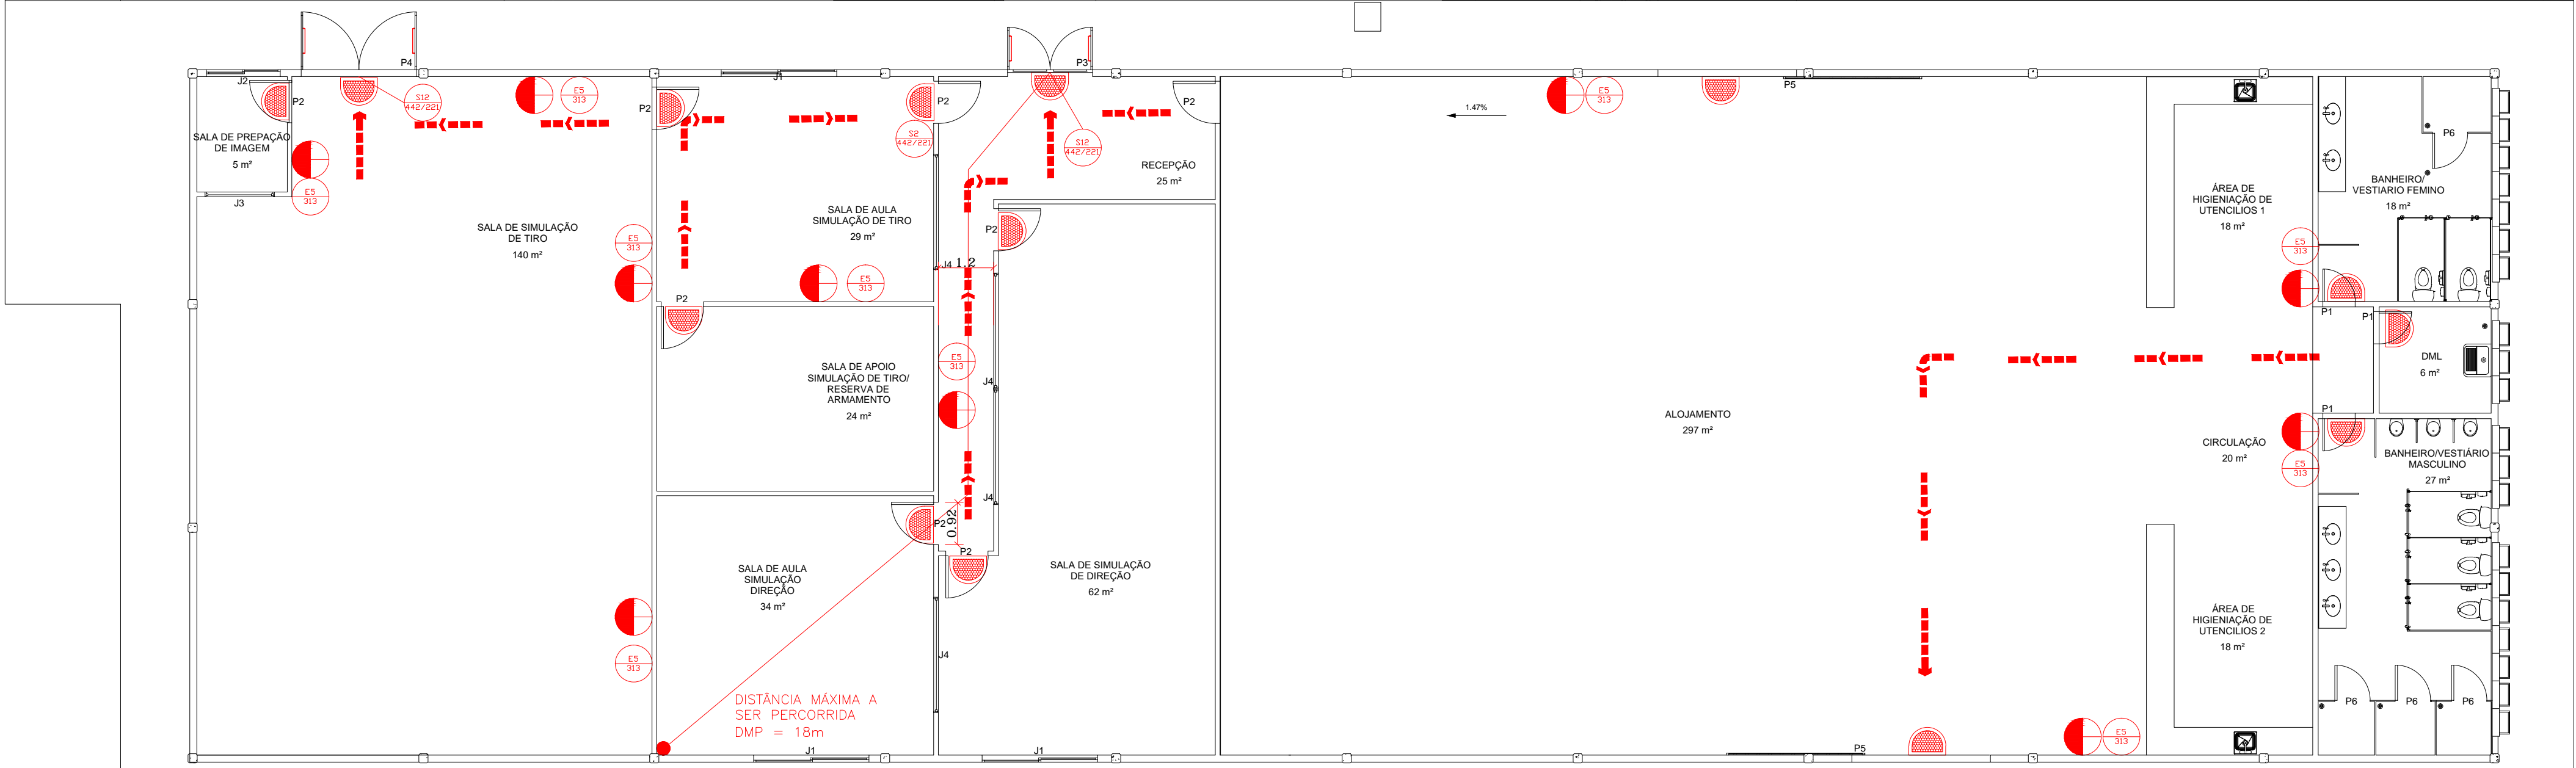 J2
P2
SALA DE PREPAÇÃO
DE IMAGEM
5 m²
E5
313
J3
P4
S12
442/221
E5
313
SALA DE SIMULAÇÃO
DE TIRO
140 m²
E5
313
E5
313
P2
J1
SALA DE AULA
SIMULAÇÃO DE TIRO
29 m²
E5
313
P2
S2
442/221
P2
SALA DE APOIO
SIMULAÇÃO DE TIRO/
RESERVA DE
ARMAMENTO
24 m²
SALA DE AULA
SIMULAÇÃO
DIREÇÃO
34 m²
DISTÂNCIA MÁXIMA A
SER PERCORRIDA
DMP = 18m
J1
P3
S12
442/221
P2
RECEPÇÃO
25 m²
P2
J4
1.2
E5
313
J4
J4
P2
0.92
P2
J4
SALA DE SIMULAÇÃO
DE DIREÇÃO
62 m²
J1
1.47%
E5
313
P5
ALOJAMENTO
297 m²
P5
E5
313
ÁREA DE
HIGIENIAÇÃO DE
UTENCILIOS 1
18 m²
E5
313
CIRCULAÇÃO
20 m²
E5
313
ÁREA DE
HIGIENIAÇÃO DE
UTENCILIOS 2
18 m²
P6
BANHEIRO/
VESTIARIO FEMINO
18 m²
P1
P1
DML
6 m²
P1
BANHEIRO/VESTIÁRIO
MASCULINO
27 m²
P6
P6
P6